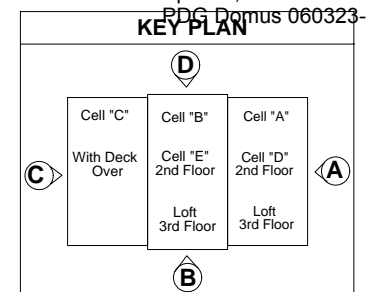 PDG Domus 060323-
KEY PLAN
D
Cell "C"
With Deck
Over
Cell "B"
Cell "E"
2nd Floor
Loft
3rd Floor
Cell "A"
Cell "D"
2nd Floor
Loft
3rd Floor
C
A
B